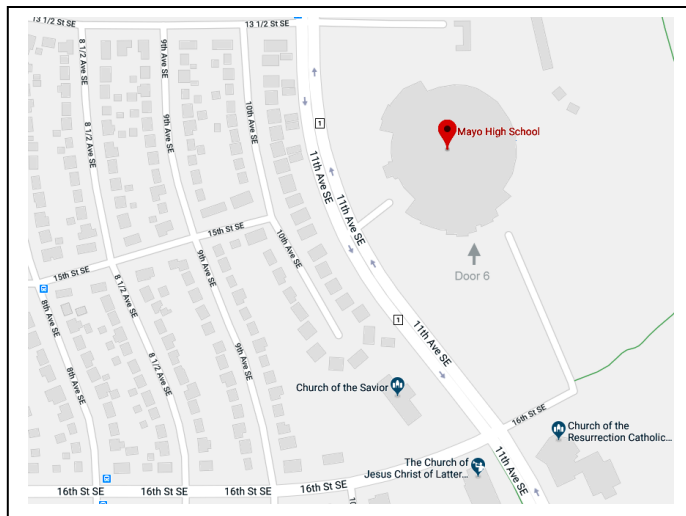 13 1/2 St SE
13 1/2 St SE
8 1/2 Ave SE
9th Ave SE
10th Ave SE
8 1/2 Ave SE
9th Ave SE
1
Mayo High School
11th Ave SE
11th Ave SE
15th St SE
10th Ave SE
Door 6
15th St SE
9th Ave SE
8 1/2 Ave SE
8th Ave SE
1
11th Ave SE
9th Ave SE
8 1/2 Ave SE
8th Ave SE
Church of the Savior
16th St SE
Church of the
Resurrection Catholic...
The Church of
Jesus Christ of Latter...
11th Ave SE
16th St SE
16th St SE
16th St SE
16th St SE